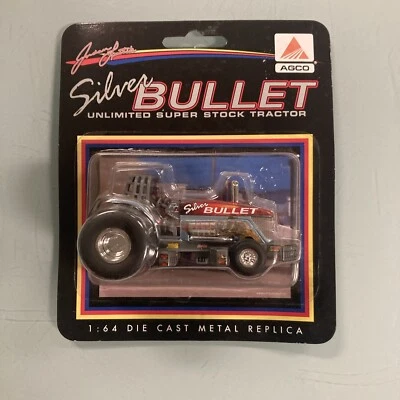 Silver BULLET
AGCO
UNLIMITED SUPER STOCK TRACTOR
Silver BULLET
1:64 DIE CAST METAL REPLICA